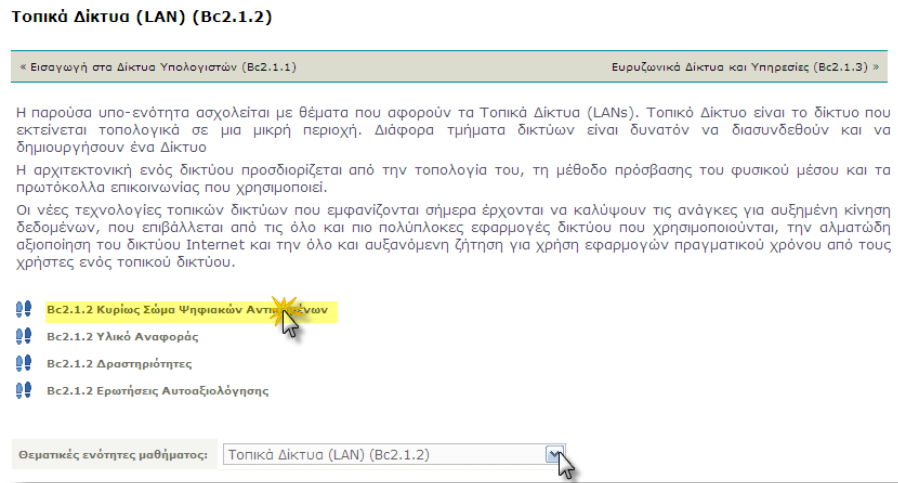 Τοπικά Δίκτυα (LAN) (Bc2.1.2)
« Εισαγωγή στα Δίκτυα Υπολογιστών (Bc2.1.1)
Ευρυζωνικά Δίκτυα και Υπηρεσίες (Bc2.1.3) »
Η παρούσα υπο-ενότητα ασχολείται με θέματα που αφορούν τα Τοπικά Δίκτυα (LANs). Τοπικό Δίκτυο είναι το δίκτυο που
εκτείνεται τοπολογικά σε μια μικρή περιοχή. Διάφορα τμήματα δικτύων είναι δυνατόν να διασυνδεθούν και να
δημιουργήσουν ένα Δίκτυο
Η αρχιτεκτονική ενός δικτύου προσδιορίζεται από την τοπολογία του, τη μέθοδο πρόσβασης του φυσικού μέσου και τα
πρωτόκολλα επικοινωνίας που χρησιμοποιεί.
Οι νέες τεχνολογίες τοπικών δικτύων που εμφανίζονται σήμερα έρχονται να καλύψουν τις ανάγκες για αυξημένη κίνηση
δεδομένων, που επιβάλλεται από τις όλο και πιο πολύπλοκες εφαρμογές δικτύου που χρησιμοποιούνται, την αλματώδη
αξιοποίηση του δικτύου Internet και την όλο και αυξανόμενη ζήτηση για χρήση εφαρμογών πραγματικού χρόνου από τους
χρήστες ενός τοπικού δικτύου.
Bc2.1.2 Κυρίως Σώμα Ψηφιακών
Bc2.1.2 Υλικό Αναφοράς
Bc2.1.2 Δραστηριότητες
Bc2.1.2 Ερωτήσεις Αυτοαξιολόγησης
Θεματικές ενότητες μαθήματος: Τοπικά Δίκτυα (LAN) (Bc2.1.2)